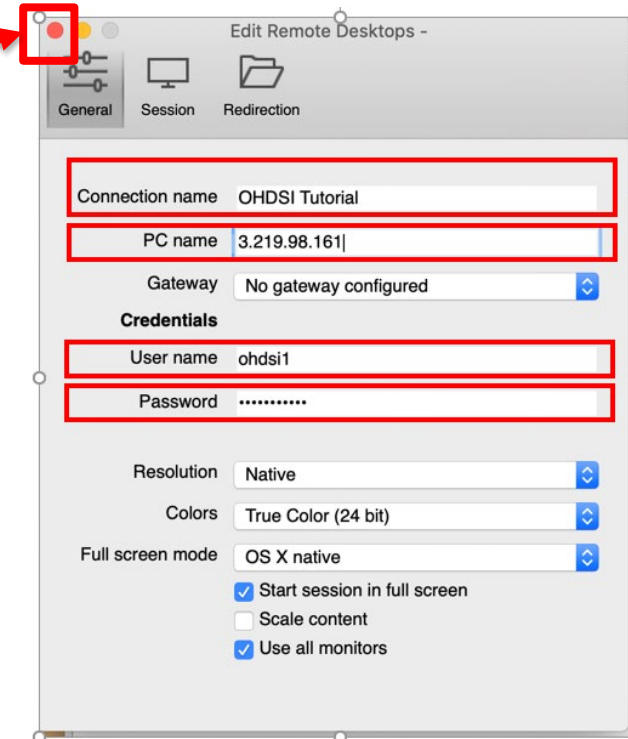 Edit Remote Desktops -
General Session Redirection
Connection name OHDSI Tutorial
PC name 3.219.98.161
Gateway No gateway configured
Credentials
User name ohdsi1
Password •••••••••••
Resolution Native
Colors True Color (24 bit)
Full screen mode OS X native
Start session in full screen
Scale content
Use all monitors